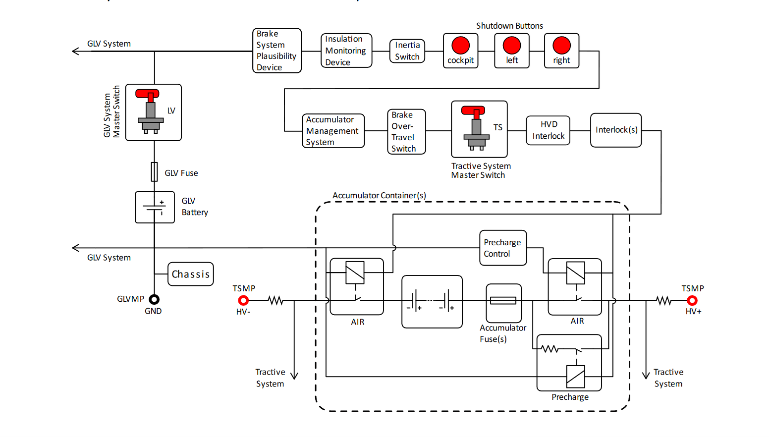 Shutdown Buttons
GLV System
Brake
System
Plausibility
Device
Insulation
Monitoring
Device
Inertia
Switch
cockpit
left
right
GLV System
Master Switch
LV
Accumulator
Management
System
Brake
Over-
Travel
Switch
TS
Tractive System
Master Switch
HVD
Interlock
Interlock(s)
GLV Fuse
GLV
Battery
+
-
Accumulator Container(s)
GLV System
Chassis
GLVMP
GND
Precharge
Control
TSMP
HV-
AIR
- + - +
Accumulator
Fuse(s)
AIR
TSMP
HV+
Tractive
System
Precharge
Tractive
System